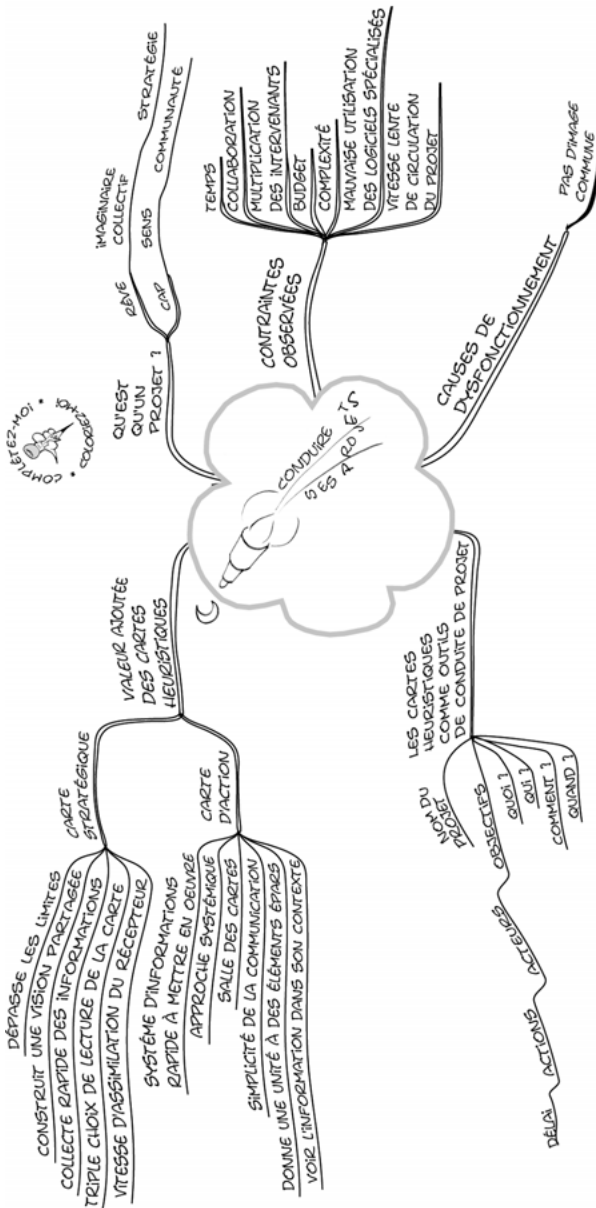 CONDUIRE
SES PROJETS
* COMPLÉTEZ-MOI *
COLORIEZ-MOI
QU'EST
QU'UN
PROJET ?
RÊVE
IMAGINAIRE
COLLECTIF
CAP
SENS
STRATÉGIE
COMMUNAUTÉ
CONTRAINTES
OBSERVÉES
TEMPS
COLLABORATION
MULTIPLICATION
DES INTERVENANTS
BUDGET
COMPLEXITÉ
MAUVAISE UTILISATION
DES LOGICIELS SPÉCIALISÉS
VITESSE LENTE
DE CIRCULATION
DU PROJET
CAUSES DE
DYSFONCTIONNEMENT
PAS D'IMAGE
COMMUNE
LES CARTES
HEURISTIQUES
COMME OUTILS
DE CONDUITE DE PROJET
NOM DU
PROJET
OBJECTIFS
ACTEURS
ACTIONS
DÉLAI
QUOI ?
QUI ?
COMMENT ?
QUAND ?
VALEUR AJOUTÉE
DES CARTES
HEURISTIQUES
CARTE
STRATÉGIQUE
DÉPASSE LES LIMITES
CONSTRUIT UNE VISION PARTAGÉE
COLLECTE RAPIDE DES INFORMATIONS
TRIPLE CHOIX DE LECTURE DE LA CARTE
VITESSE D'ASSIMILATION DU RÉCEPTEUR
CARTE
D'ACTION
SYSTÈME D'INFORMATIONS
RAPIDE À METTRE EN OEUVRE
APPROCHE SYSTÉMIQUE
SALLE DES CARTES
SIMPLICITÉ DE LA COMMUNICATION
DONNE UNE UNITÉ À DES ÉLÉMENTS ÉPARS
VOIR L'INFORMATION DANS SON CONTEXTE